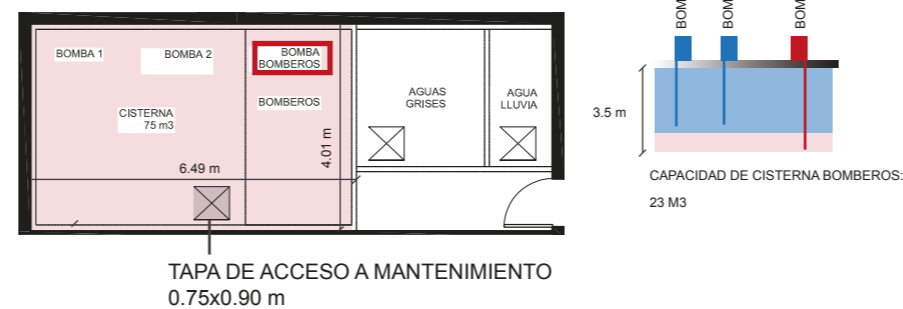 BOMBA 1
BOMBA 2
BOMBA
BOMBEROS
BOMBEROS
CISTERNA
75 m3
6.49 m
4.01 m
AGUAS
GRISES
AGUA
LLUVIA
TAPA DE ACCESO A MANTENIMIENTO
0.75x0.90 m
BOM
BOM
BOM
3.5 m
CAPACIDAD DE CISTERNA BOMBEROS:
23 M3